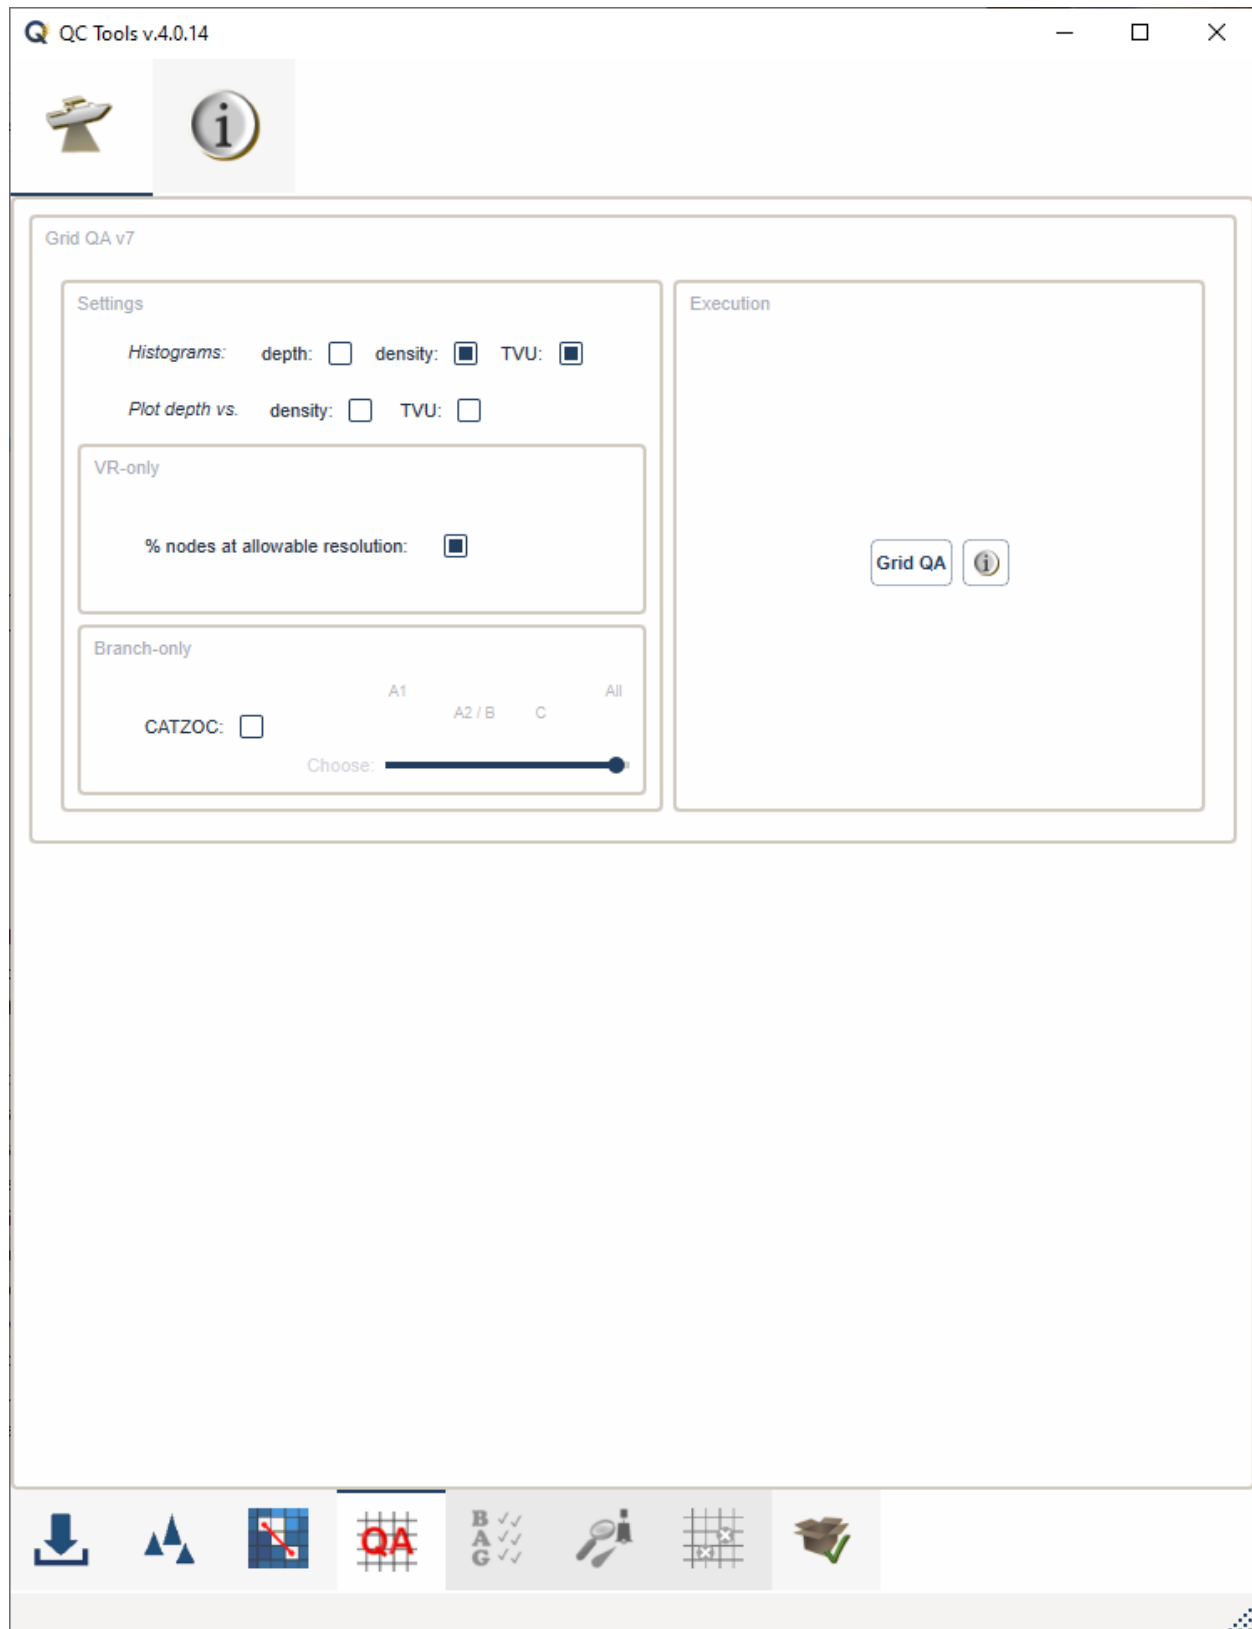 QC Tools v.4.0.14
Grid QA v7
Settings
Histograms: depth: density: TVU:
Plot depth vs. density: TVU:
VR-only
% nodes at allowable resolution:
Branch-only
A1 All
A2 / B C
CATZOC:
Choose:
Execution
Grid QA
QA
B
A
G